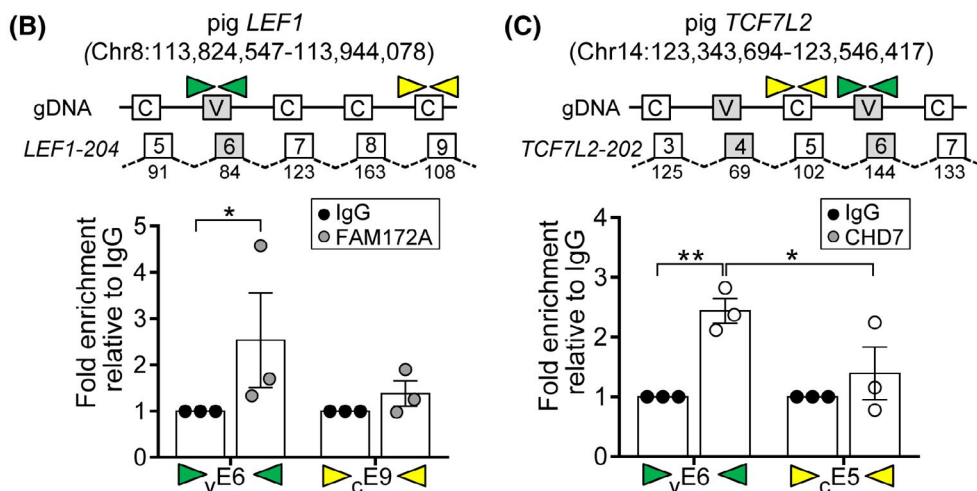 (B)
pig LEF1
(Chr8:113,824,547-113,944,078)
gDNA
C V C C C
LEF1-204
5 6 7 8 9
91 84 123 163 108
Fold enrichment
relative to IgG
5
4
3
2
1
0
*
IgG
FAM172A
vE6
cE9
(C)
pig TCF7L2
(Chr14:123,343,694-123,546,417)
gDNA
C V C V C
TCF7L2-202
3 4 5 6 7
125 69 102 144 133
Fold enrichment
relative to IgG
4
3
2
1
0
IgG
CHD7
** *
vE6
cE5